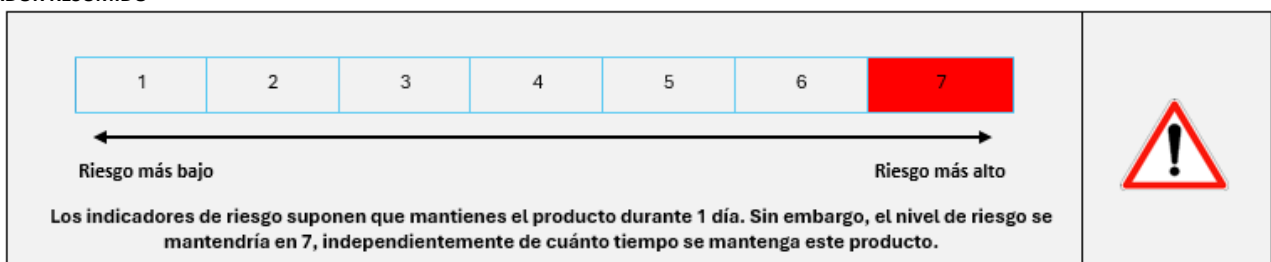 1 2 3 4 5 6 7
Riesgo más bajo Riesgo más alto
Los indicadores de riesgo suponen que mantienes el producto durante 1 día. Sin embargo, el nivel de riesgo se
mantendría en 7, independientemente de cuánto tiempo se mantenga este producto.